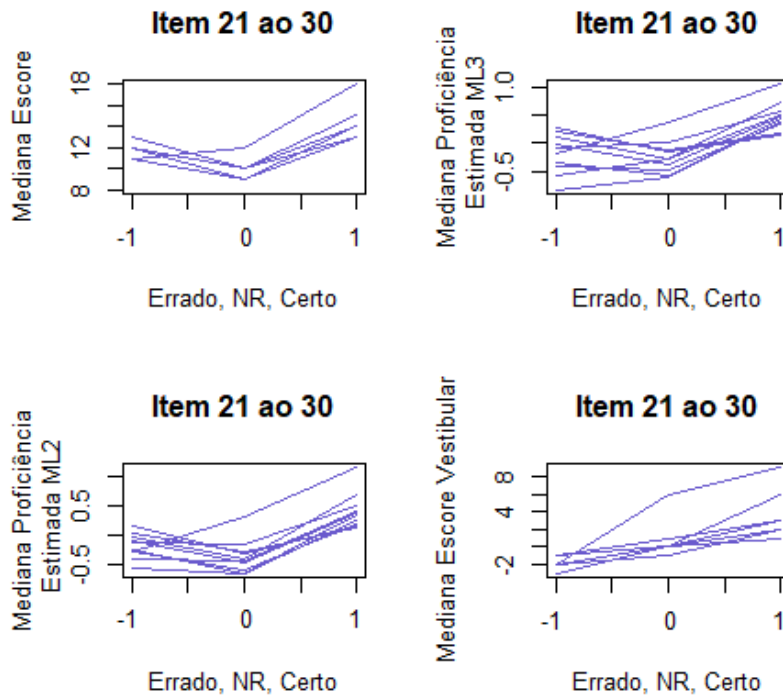 Item 21 ao 30
Mediana Escore
18
12
8
-1 0 1
Errado, NR, Certo
Item 21 ao 30
Mediana Proficiência
Estimada ML3
1.0
-0.5
-1 0 1
Errado, NR, Certo
Item 21 ao 30
Mediana Proficiência
Estimada ML2
0.5
-0.5
-1 0 1
Errado, NR, Certo
Item 21 ao 30
Mediana Escore Vestibular
8
4
-2
-1 0 1
Errado, NR, Certo